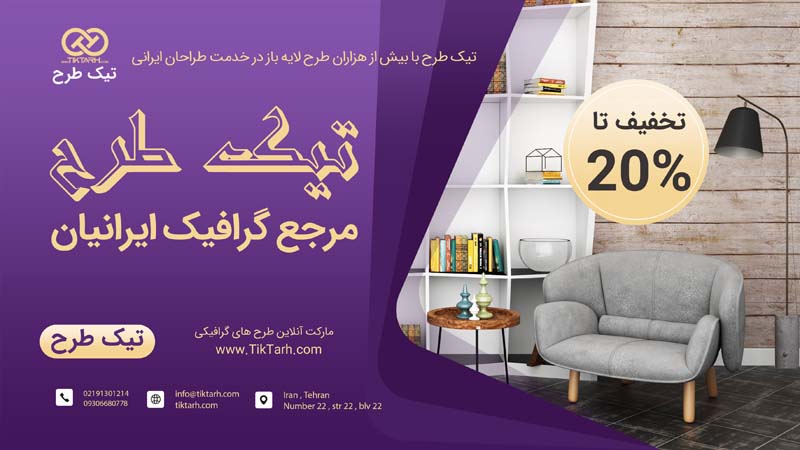 TIKTARH
تیک طرح
تیک طرح با بیش از هزاران طرح لایه باز در خدمت طراحان ایرانی
تیک طرح
مرجع گرافیک ایرانیان
تخفیف تا
20%
مارکت آنلاین طرح های گرافیکی
www.TikTarh.com
تیک طرح
02191301214
09306680778
info@tiktarh.com
tiktarh.com
Iran , Tehran
Number 22 , str 22 , blv 22